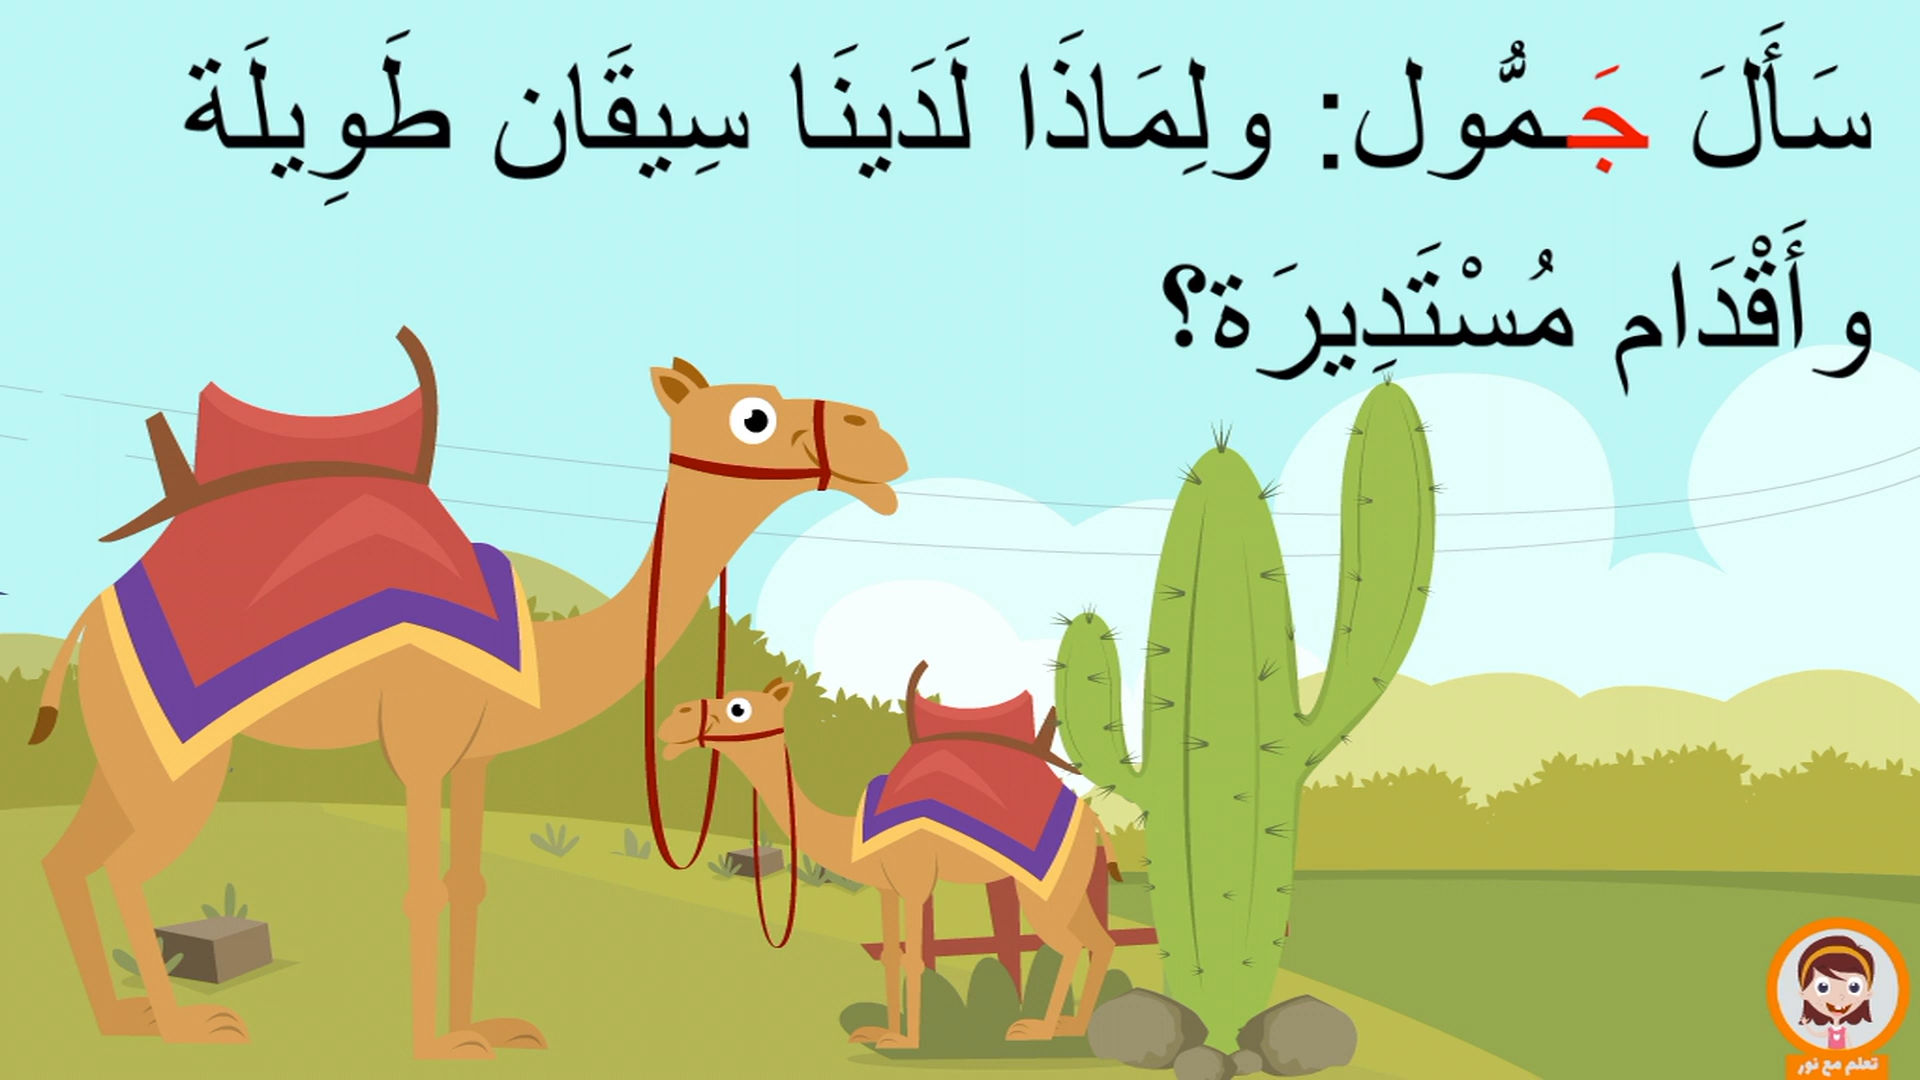 سَأَلَ جَمُّول: ولِمَاذَا لَدَينَا سِيقَان طَوِيلَة
وأَقْدَام مُسْتَدِيرَة؟
تعلم مع نور